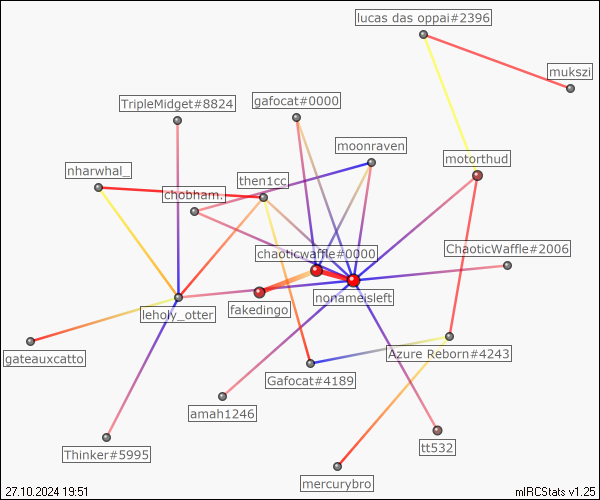 lucas das oppai#2396
mukszi
TripleMidget#8824
gafocat#0000
moonraven
motorthud
nharwhal_
then1cc
chobham.
chaoticwaffle#0000
ChaoticWaffle#2006
nonameisleft
fakedingo
leholy_otter
gateauxcatto
Azure Reborn#4243
Gafocat#4189
amah1246
tt532
Thinker#5995
mercurybro
27.10.2024 19:51
mIRCStats v1.25